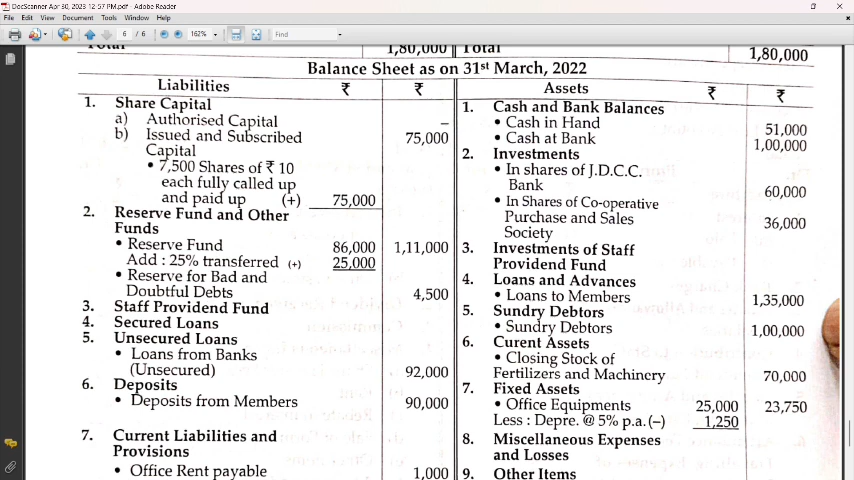 DocScanner Apr 30, 2023 12-57 PM.pdf - Adobe Reader
File Edit View Document Tools Window Help
6 / 6 162% Find
Total 1,80,000 Total 1,80,000
Balance Sheet as on 31st March, 2022
Liabilities ₹ ₹
1. Share Capital
a) Authorised Capital –
b) Issued and Subscribed 75,000
Capital
• 7,500 Shares of ₹ 10
each fully called up
and paid up (+) 75,000
2. Reserve Fund and Other
Funds
• Reserve Fund 86,000 1,11,000
Add : 25% transferred (+) 25,000
• Reserve for Bad and
Doubtful Debts 4,500
3. Staff Providend Fund
4. Secured Loans
5. Unsecured Loans
• Loans from Banks
(Unsecured) 92,000
6. Deposits
• Deposits from Members 90,000
7. Current Liabilities and
Provisions
• Office Rent payable 1,000
Assets ₹ ₹
1. Cash and Bank Balances
• Cash in Hand 51,000
• Cash at Bank 1,00,000
2. Investments
• In shares of J.D.C.C.
Bank 60,000
• In Shares of Co-operative
Purchase and Sales 36,000
Society
3. Investments of Staff
Providend Fund
4. Loans and Advances
• Loans to Members 1,35,000
5. Sundry Debtors
• Sundry Debtors 1,00,000
6. Curent Assets
• Closing Stock of
Fertilizers and Machinery 70,000
7. Fixed Assets
• Office Equipments 25,000 23,750
Less : Depre. @ 5% p.a.(–) 1,250
8. Miscellaneous Expenses
and Losses
9. Other Items